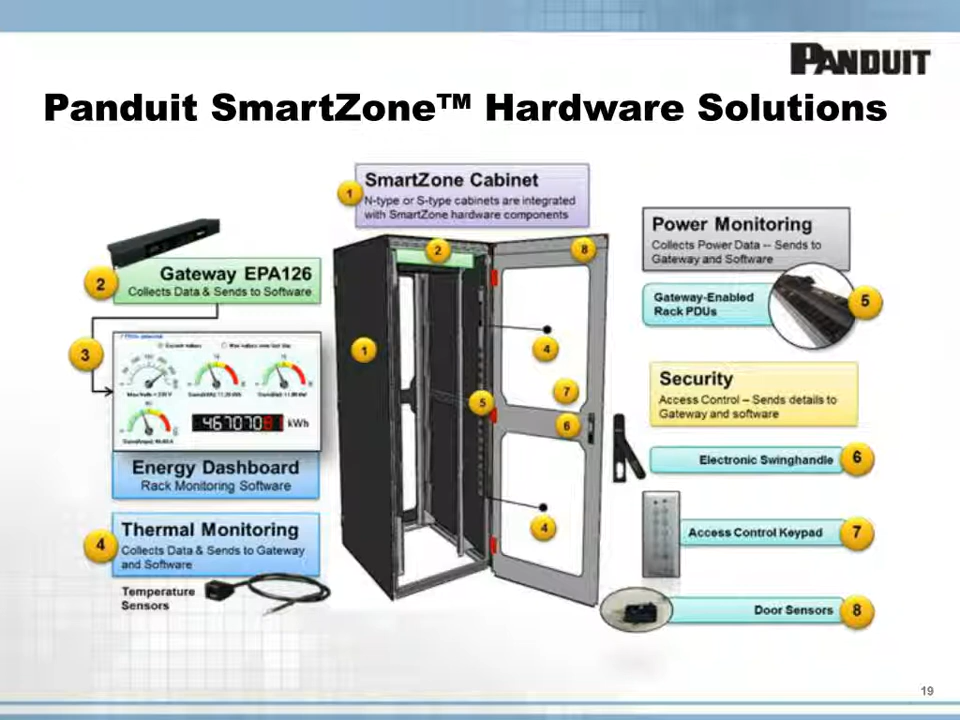 PANDUIT
Panduit SmartZone™ Hardware Solutions
1
SmartZone Cabinet
N-type or S-type cabinets are integrated
with SmartZone hardware components
2
Gateway EPA126
Collects Data & Sends to Software
3
Current values
46707081 kWh
Energy Dashboard
Rack Monitoring Software
4
Thermal Monitoring
Collects Data & Sends to Gateway
and Software
Temperature
Sensors
2
8
1
4
7
5
6
4
Power Monitoring
Collects Power Data -- Sends to
Gateway and Software
Gateway-Enabled
Rack PDUs
5
Security
Access Control – Sends details to
Gateway and software
Electronic Swinghandle
6
Access Control Keypad
7
Door Sensors
8
19